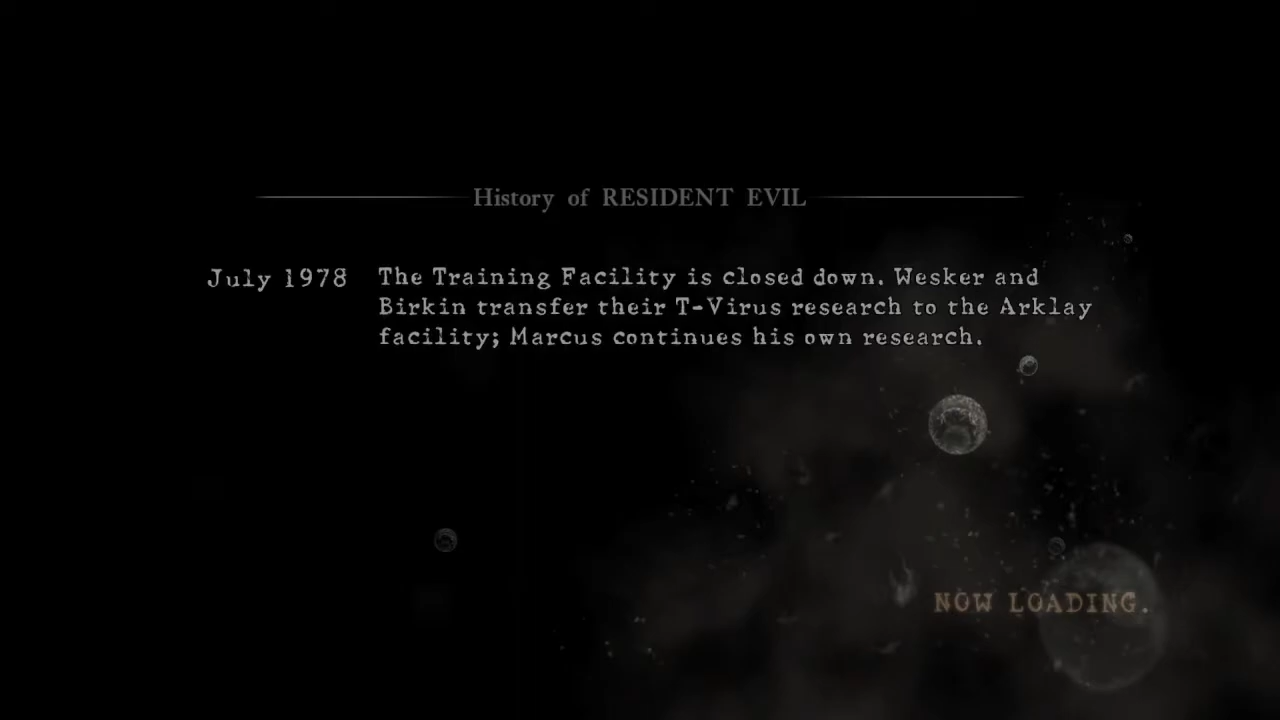 History of RESIDENT EVIL
July 1978 The Training Facility is closed down. Wesker and
Birkin transfer their T-Virus research to the Arklay
facility; Marcus continues his own research.
NOW LOADING.